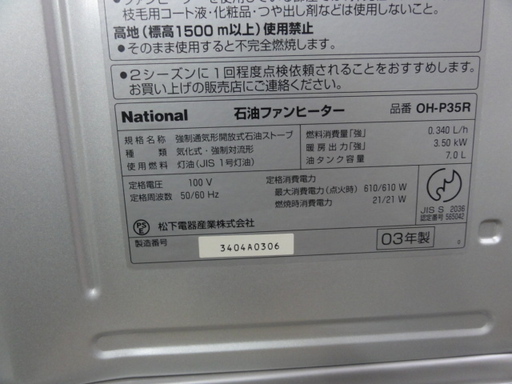 枝毛用コート液・化粧品・つや出し剤などは使用しないこと。
高地(標高1500m以上)使用禁止
●そのまま使用すると不完全燃焼します。
●2シーズンに1回程度点検依頼されることをおすすめします。
お買い上げの販売店にご相談ください。
National 石油ファンヒーター 品番 OH-P35R
規格名称 強制通気形開放式石油ストーブ 燃料消費量「強」 0.340 L/h
種類 気化式・強制対流形 暖房出力「強」 3.50 kW
使用燃料 灯油(JIS 1号灯油) 油タンク容量 7.0 L
定格電圧 100 V 定格消費電力
定格周波数 50/60 Hz 最大消費電力(点火時) 610/610 W
燃焼時消費電力 21/21 W
JIS S 2036
認定番号 565042
PSE 松下電器産業株式会社
製造番号 3404A0306 03年製